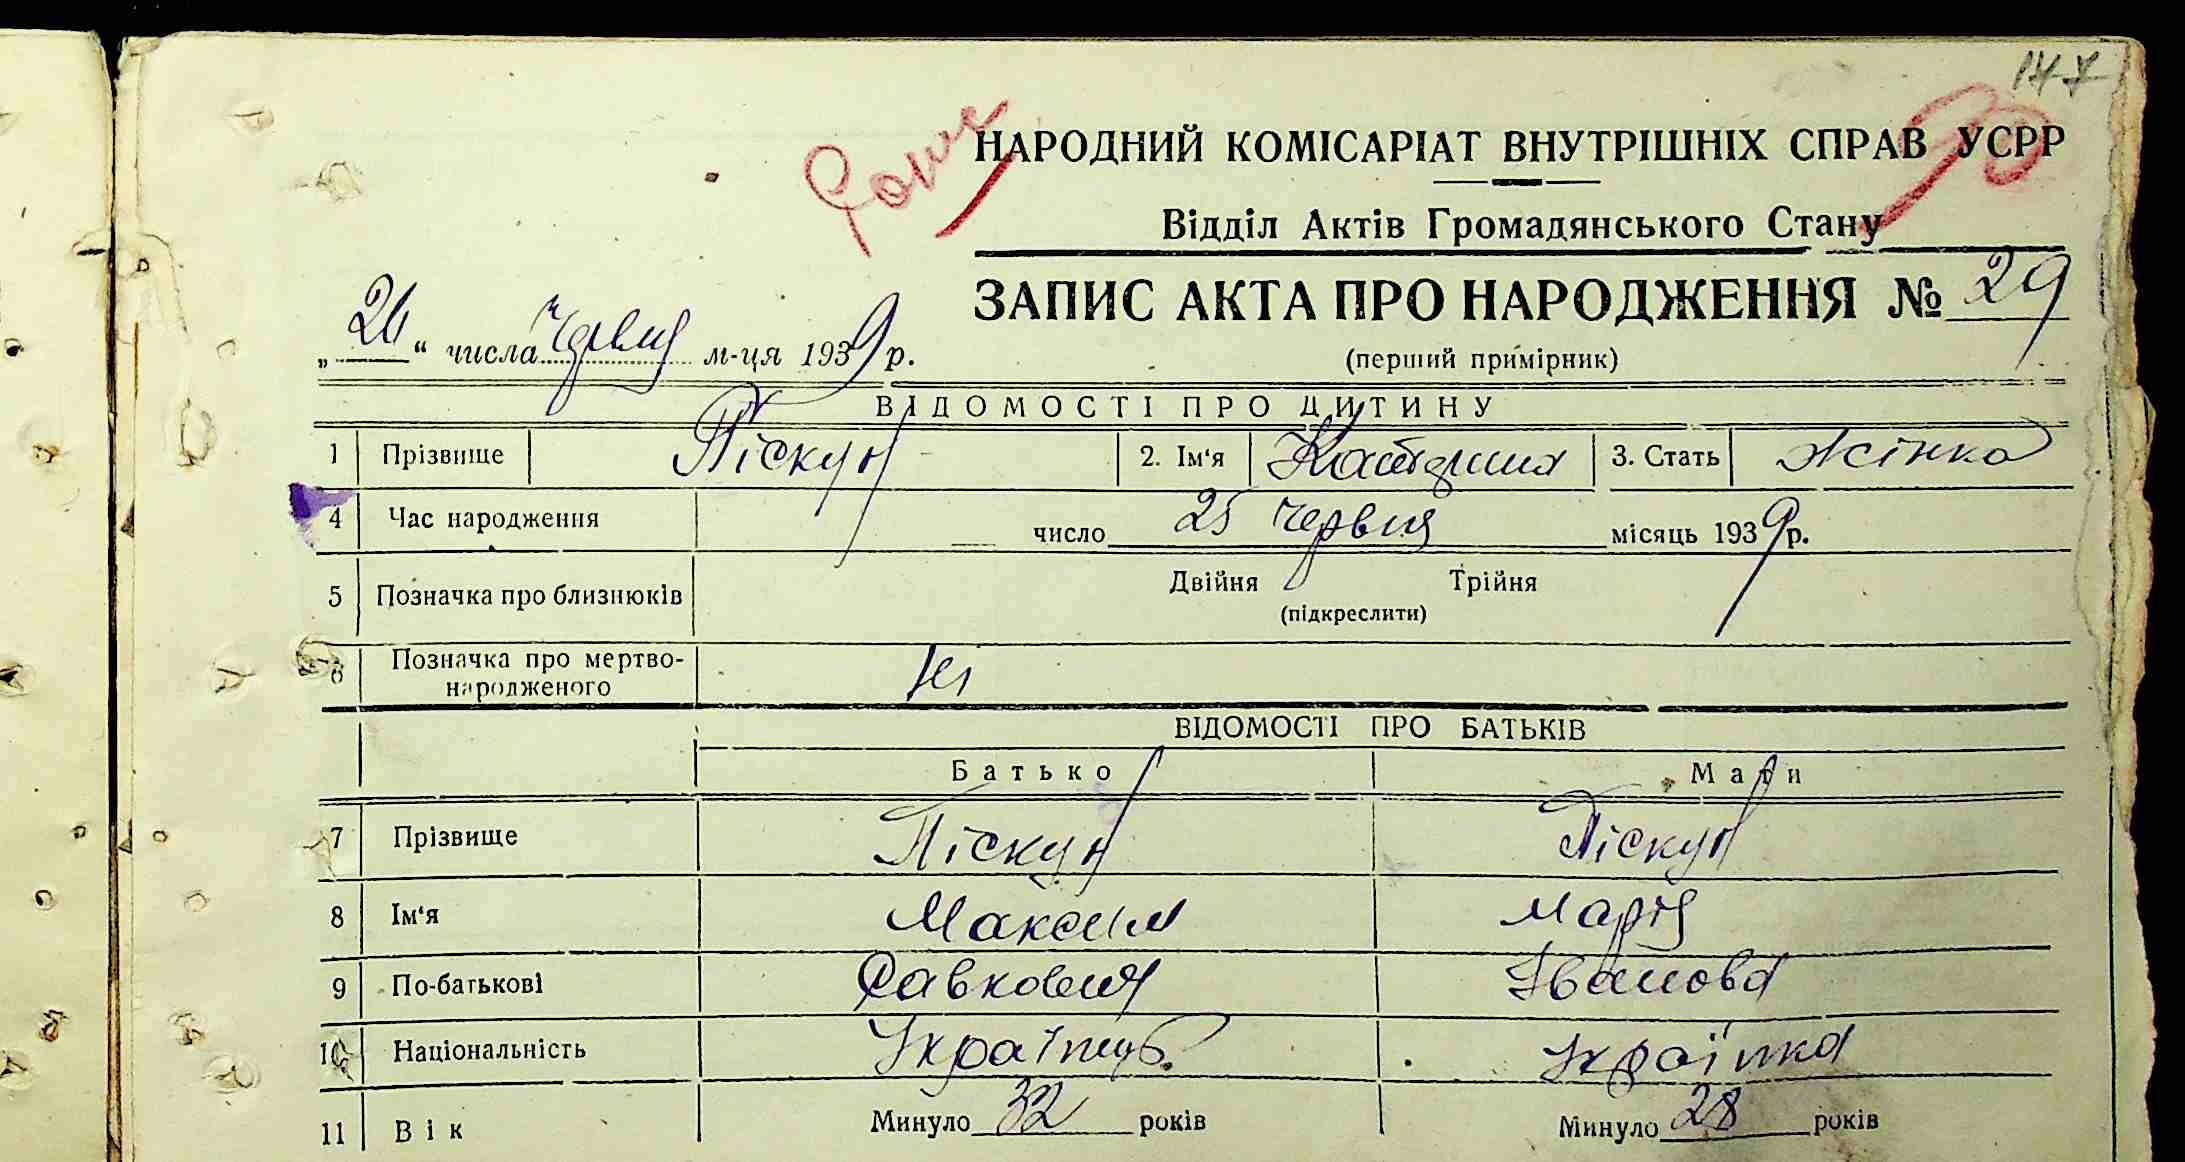 147
НАРОДНИЙ КОМІСАРІАТ ВНУТРІШНІХ СПРАВ УСРР
Відділ Актів Громадянського Стану
ЗАПИС АКТА ПРО НАРОДЖЕННЯ № 29
„26“ числа червня м-ця 1939 р.
(перший примірник)
ВІДОМОСТІ ПРО ДИТИНУ
1 Прізвище Піскун 2. Ім‘я Катерина 3. Стать жінка
4 Час народження число 25 червня місяць 1939 р.
5 Позначка про близнюків Двійня Трійня
(підкреслити)
6 Позначка про мертво-
народженого Ні
ВІДОМОСТІ ПРО БАТЬКІВ
Батько Мати
7 Прізвище Піскун Піскун
8 Ім‘я Максим Марія
9 По-батькові Савкович Іванова
10 Національність Українець Українка
11 Вік Минуло 32 років Минуло 28 років